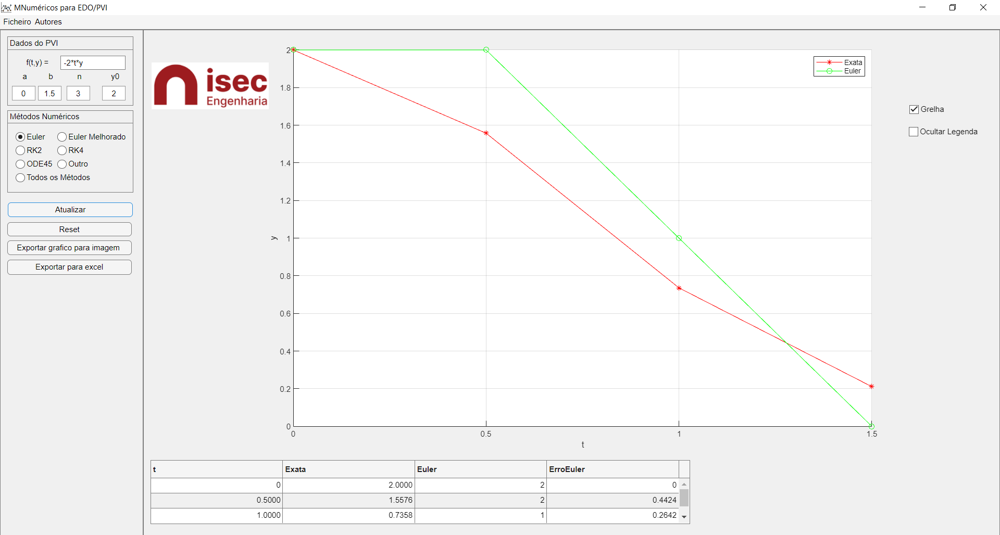 MNuméricos para EDO/PVI
Ficheiro Autores
Dados do PVI
f(t,y) = -2*t*y
a b n y0
0 1.5 3 2
Métodos Numéricos
Euler Euler Melhorado
RK2 RK4
ODE45 Outro
Todos os Métodos
Atualizar
Reset
Exportar grafico para imagem
Exportar para excel
isec
Engenharia
2
1.8
1.6
1.4
1.2
1
0.8
0.6
0.4
0.2
0
y
0 0.5 1 1.5
t
Exata
Euler
Grelha
Ocultar Legenda
t Exata Euler ErroEuler
0 2.0000 2 0
0.5000 1.5576 2 0.4424
1.0000 0.7358 1 0.2642